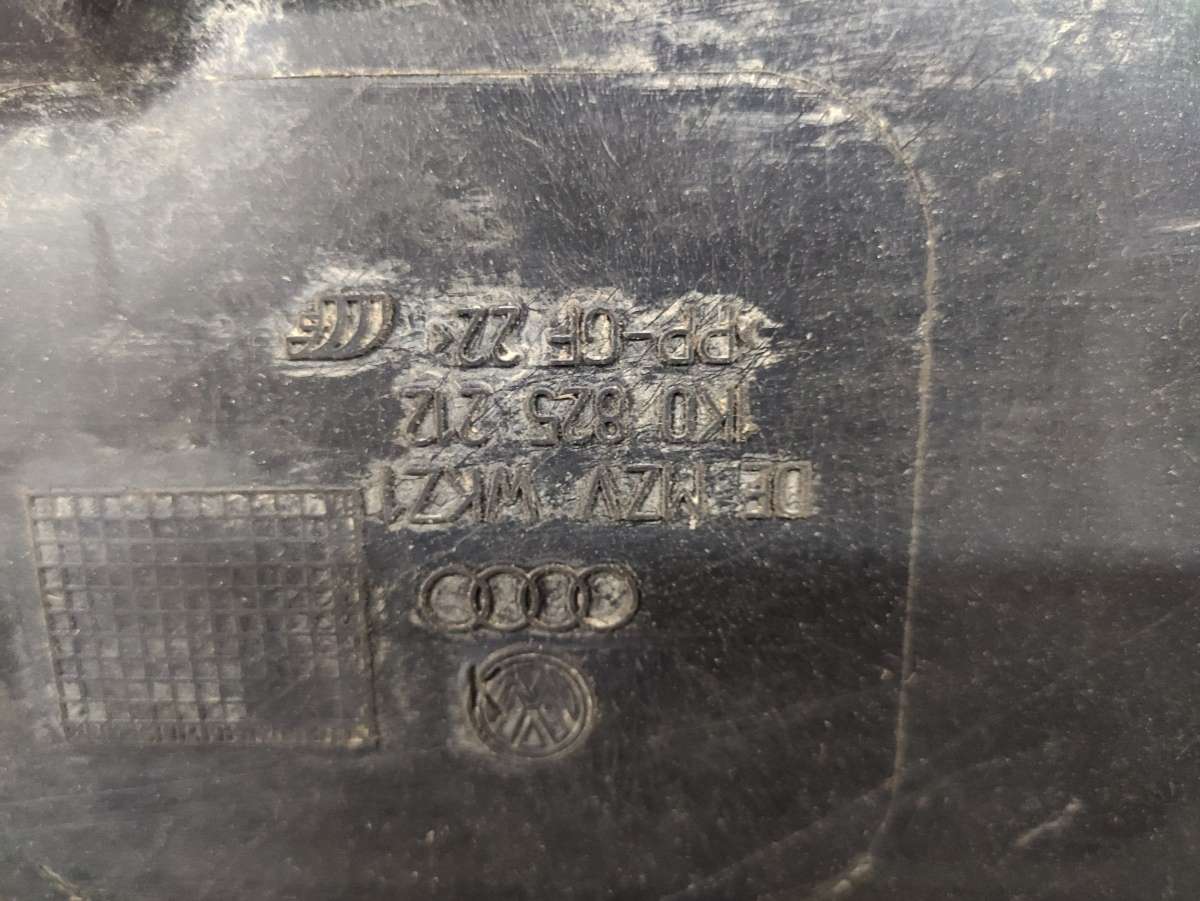 DE MZV WKZ1
1K0 825 212
>PP-GF 22<